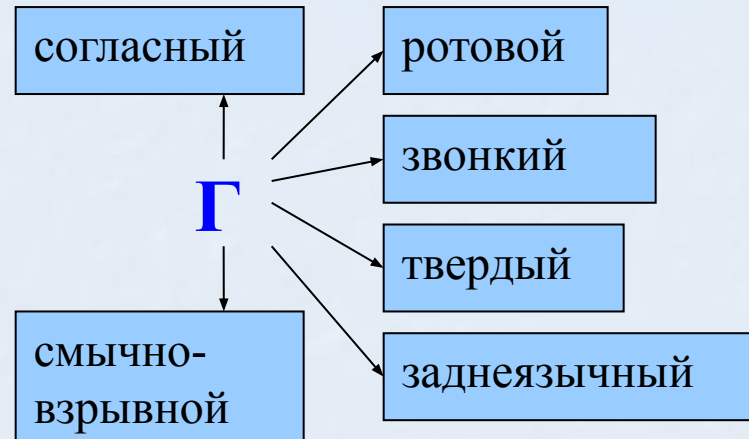 согласный
ротовой
звонкий
Г
твердый
смычно-
взрывной
заднеязычный